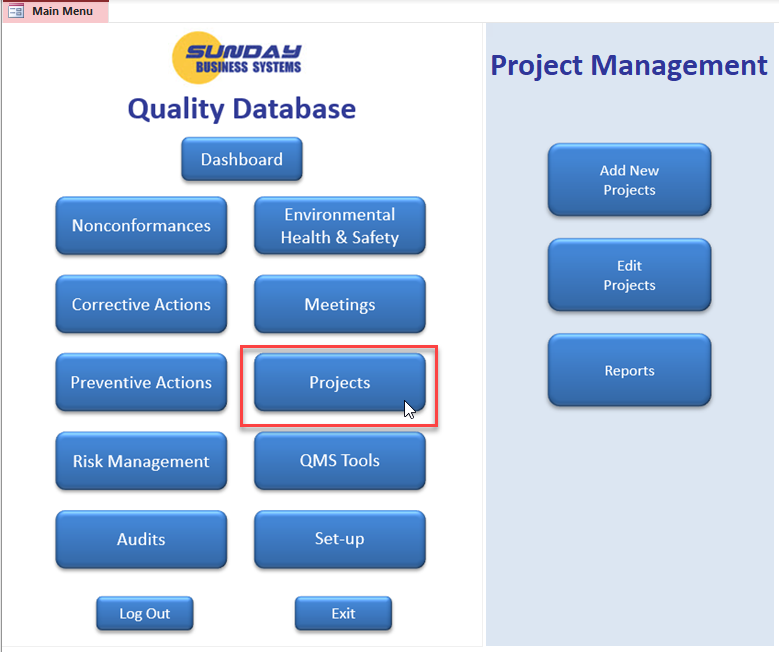 Main Menu
SUNDAY
BUSINESS SYSTEMS
Quality Database
Dashboard
Nonconformances
Environmental
Health & Safety
Corrective Actions
Meetings
Preventive Actions
Projects
Risk Management
QMS Tools
Audits
Set-up
Log Out
Exit
Project Management
Add New
Projects
Edit
Projects
Reports